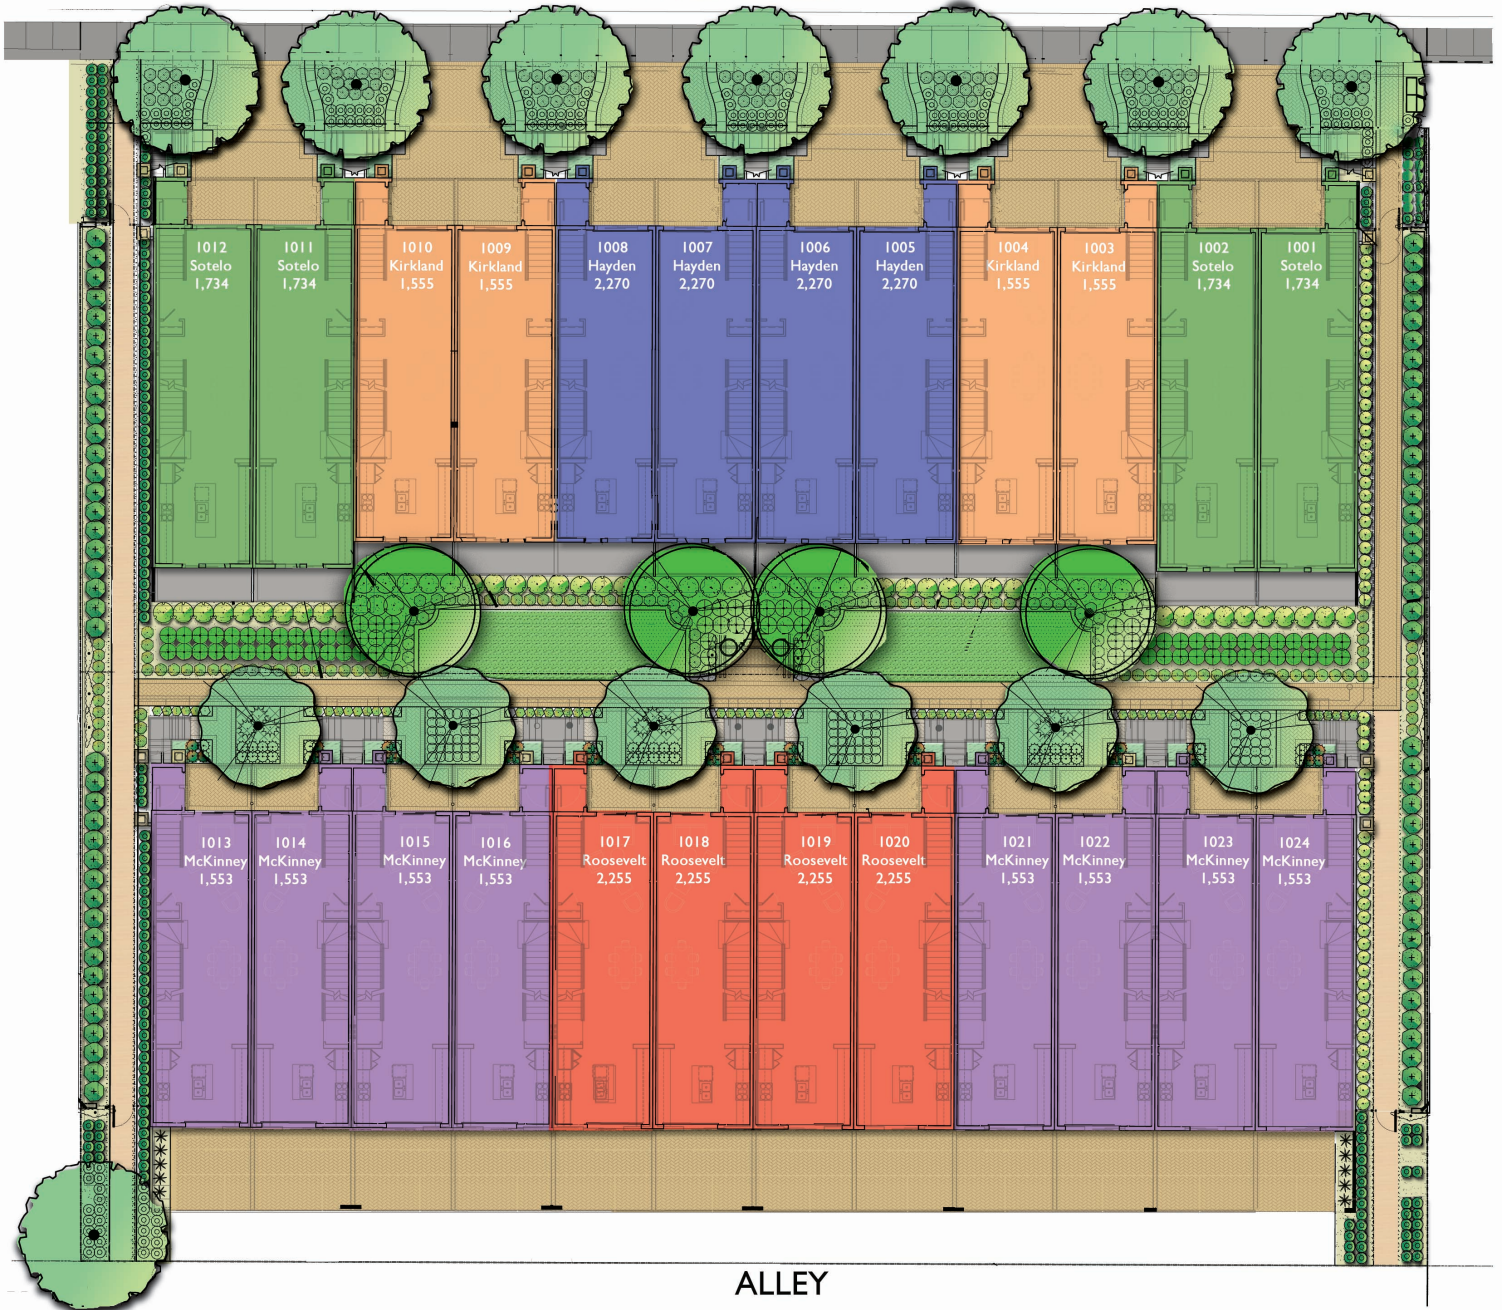 1012
Sotelo
1,734
1011
Sotelo
1,734
1010
Kirkland
1,555
1009
Kirkland
1,555
1008
Hayden
2,270
1007
Hayden
2,270
1006
Hayden
2,270
1005
Hayden
2,270
1004
Kirkland
1,555
1003
Kirkland
1,555
1002
Sotelo
1,734
1001
Sotelo
1,734
1013
McKinney
1,553
1014
McKinney
1,553
1015
McKinney
1,553
1016
McKinney
1,553
1017
Roosevelt
2,255
1018
Roosevelt
2,255
1019
Roosevelt
2,255
1020
Roosevelt
2,255
1021
McKinney
1,553
1022
McKinney
1,553
1023
McKinney
1,553
1024
McKinney
1,553
ALLEY